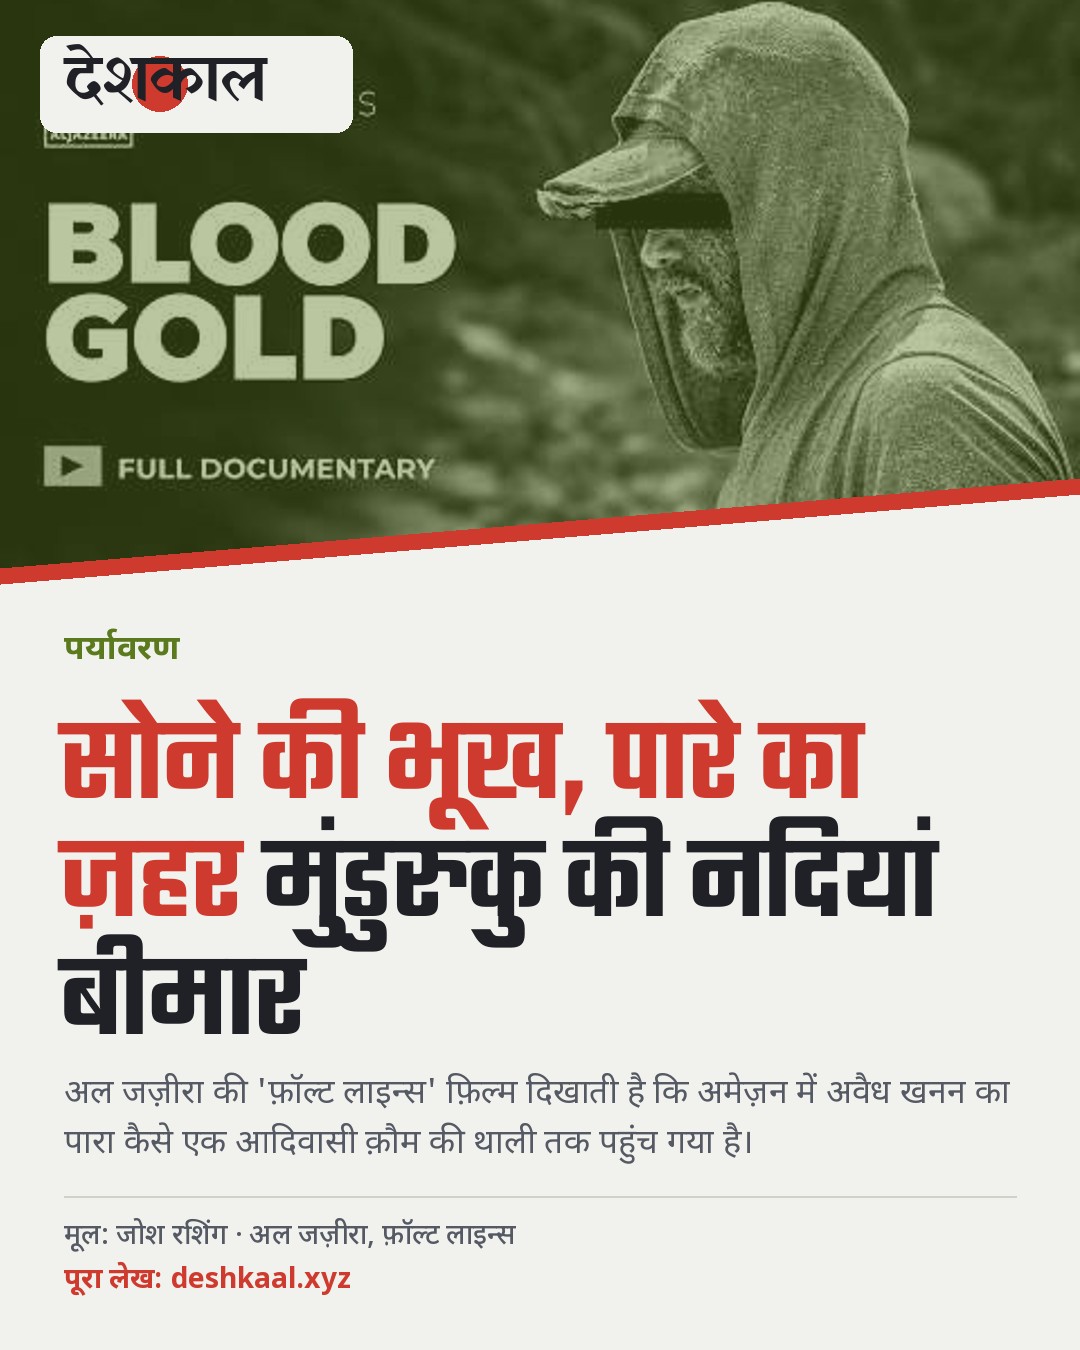 देशकाल
S
ALJAZEERA
BLOOD
GOLD
FULL DOCUMENTARY
पर्यावरण
सोने की भूख, पारे का
ज़हर मुंडुरुकु की नदियां
बीमार
अल जज़ीरा की 'फ़ॉल्ट लाइन्स' फ़िल्म दिखाती है कि अमेज़न में अवैध खनन का
पारा कैसे एक आदिवासी क़ौम की थाली तक पहुंच गया है।
मूल: जोश रशिंग · अल जज़ीरा, फ़ॉल्ट लाइन्स
पूरा लेख: deshkaal.xyz